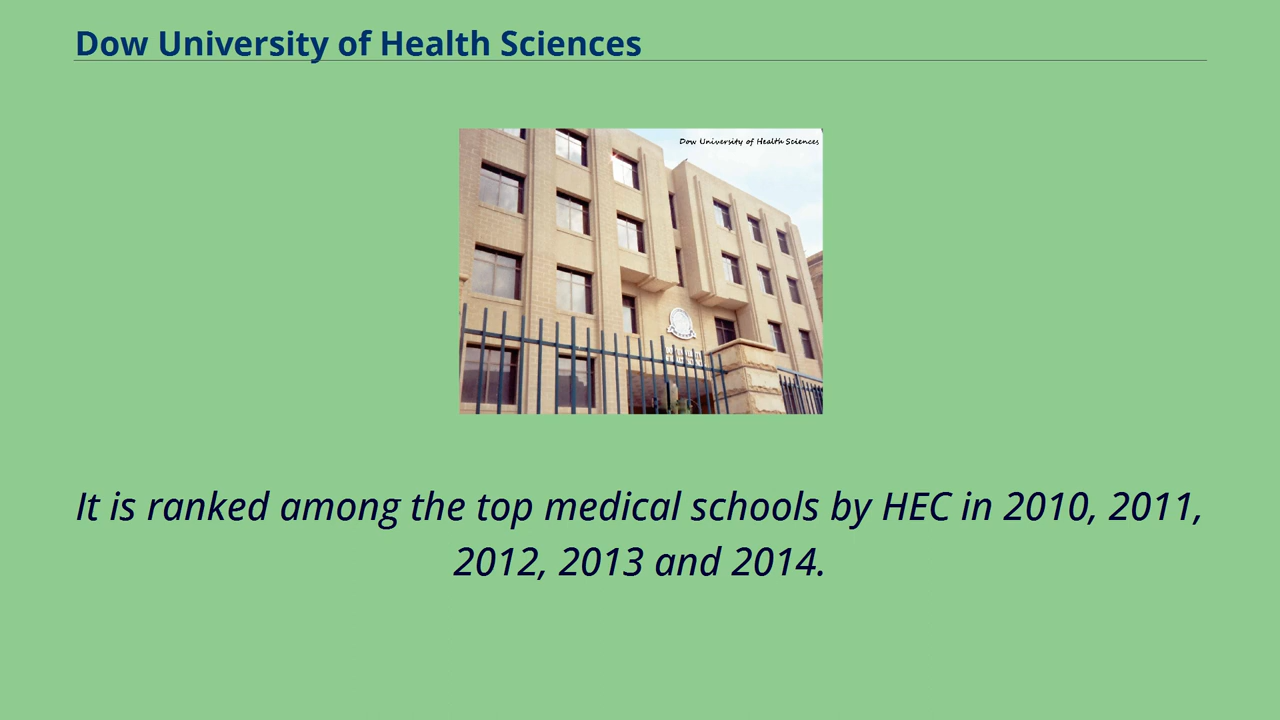 Dow University of Health Sciences
Dow University of Health Sciences
It is ranked among the top medical schools by HEC in 2010, 2011,
2012, 2013 and 2014.